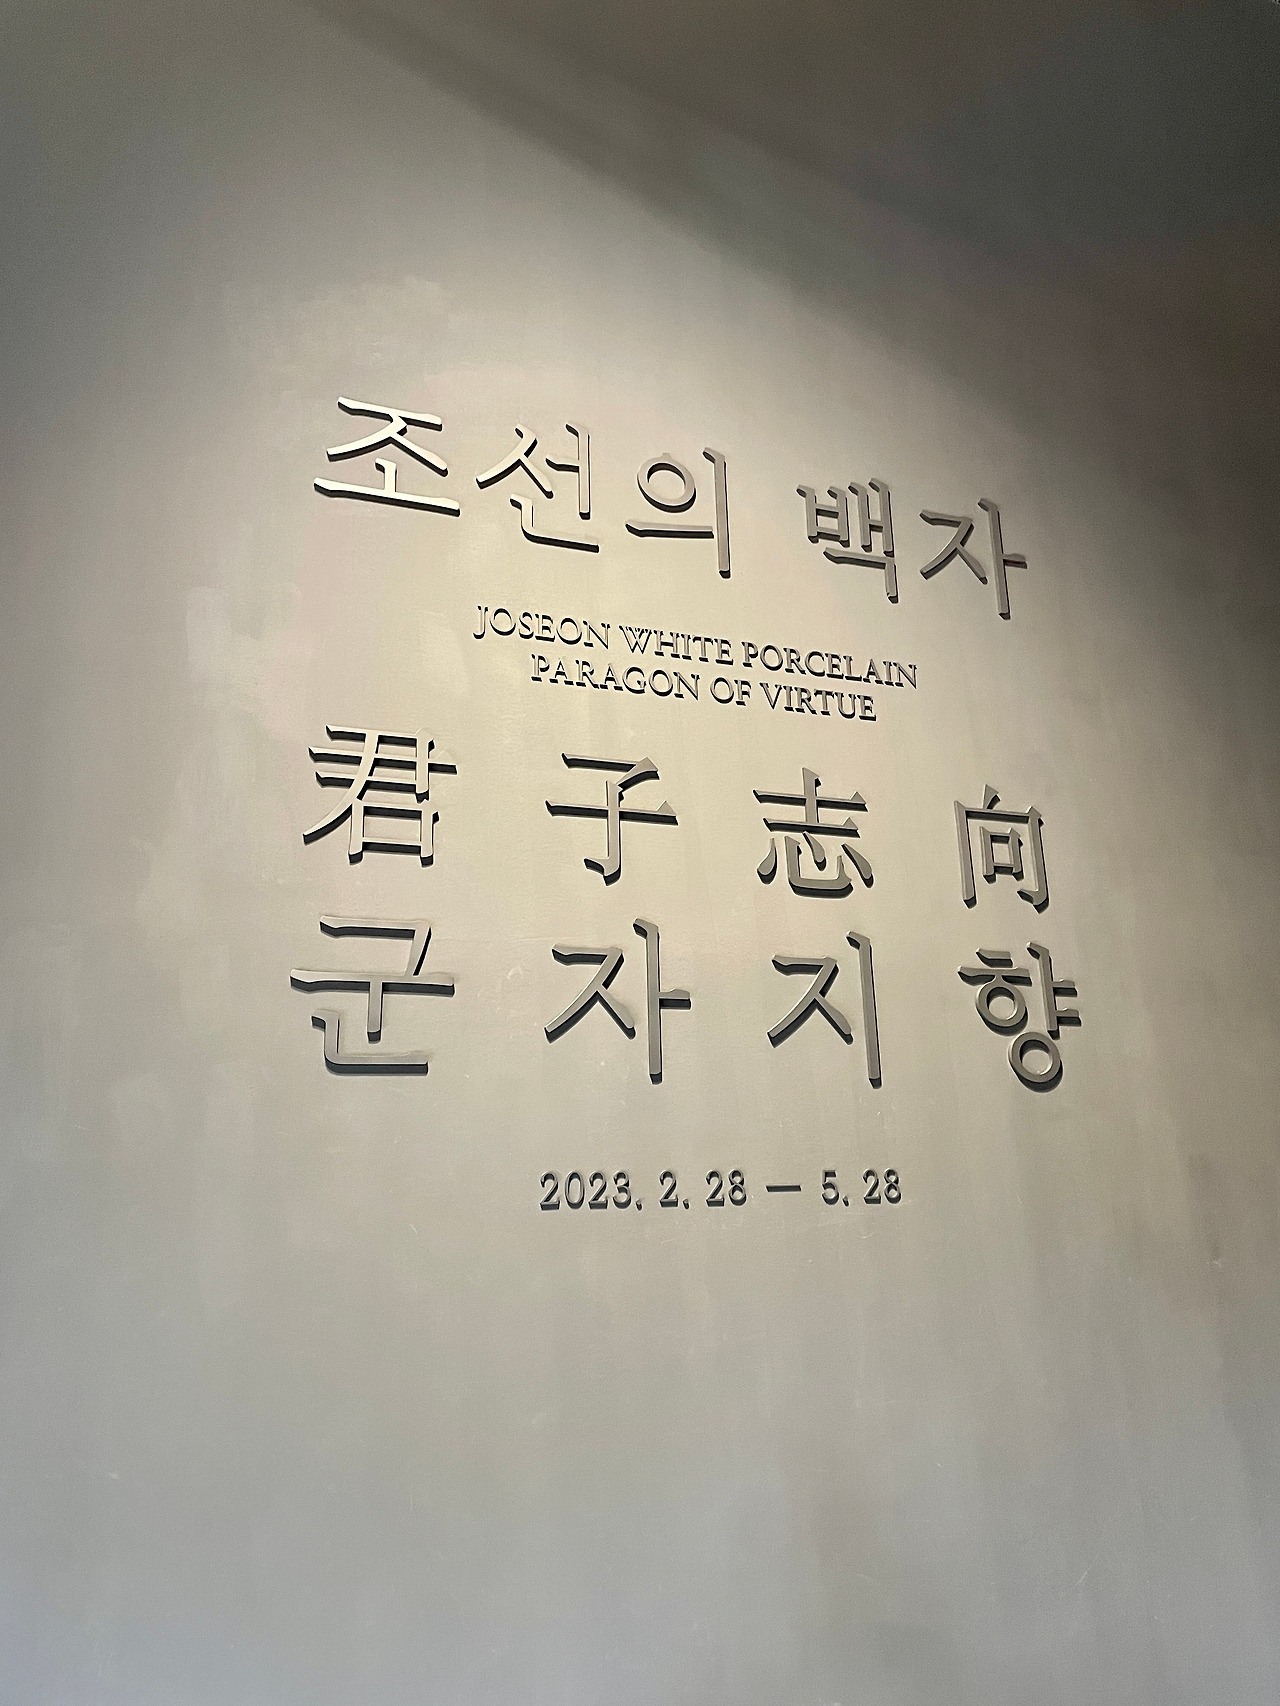 조선의 백자
JOSEON WHITE PORCELAIN
PARAGON OF VIRTUE
君子志向
군자지향
2023. 2. 28 — 5. 28